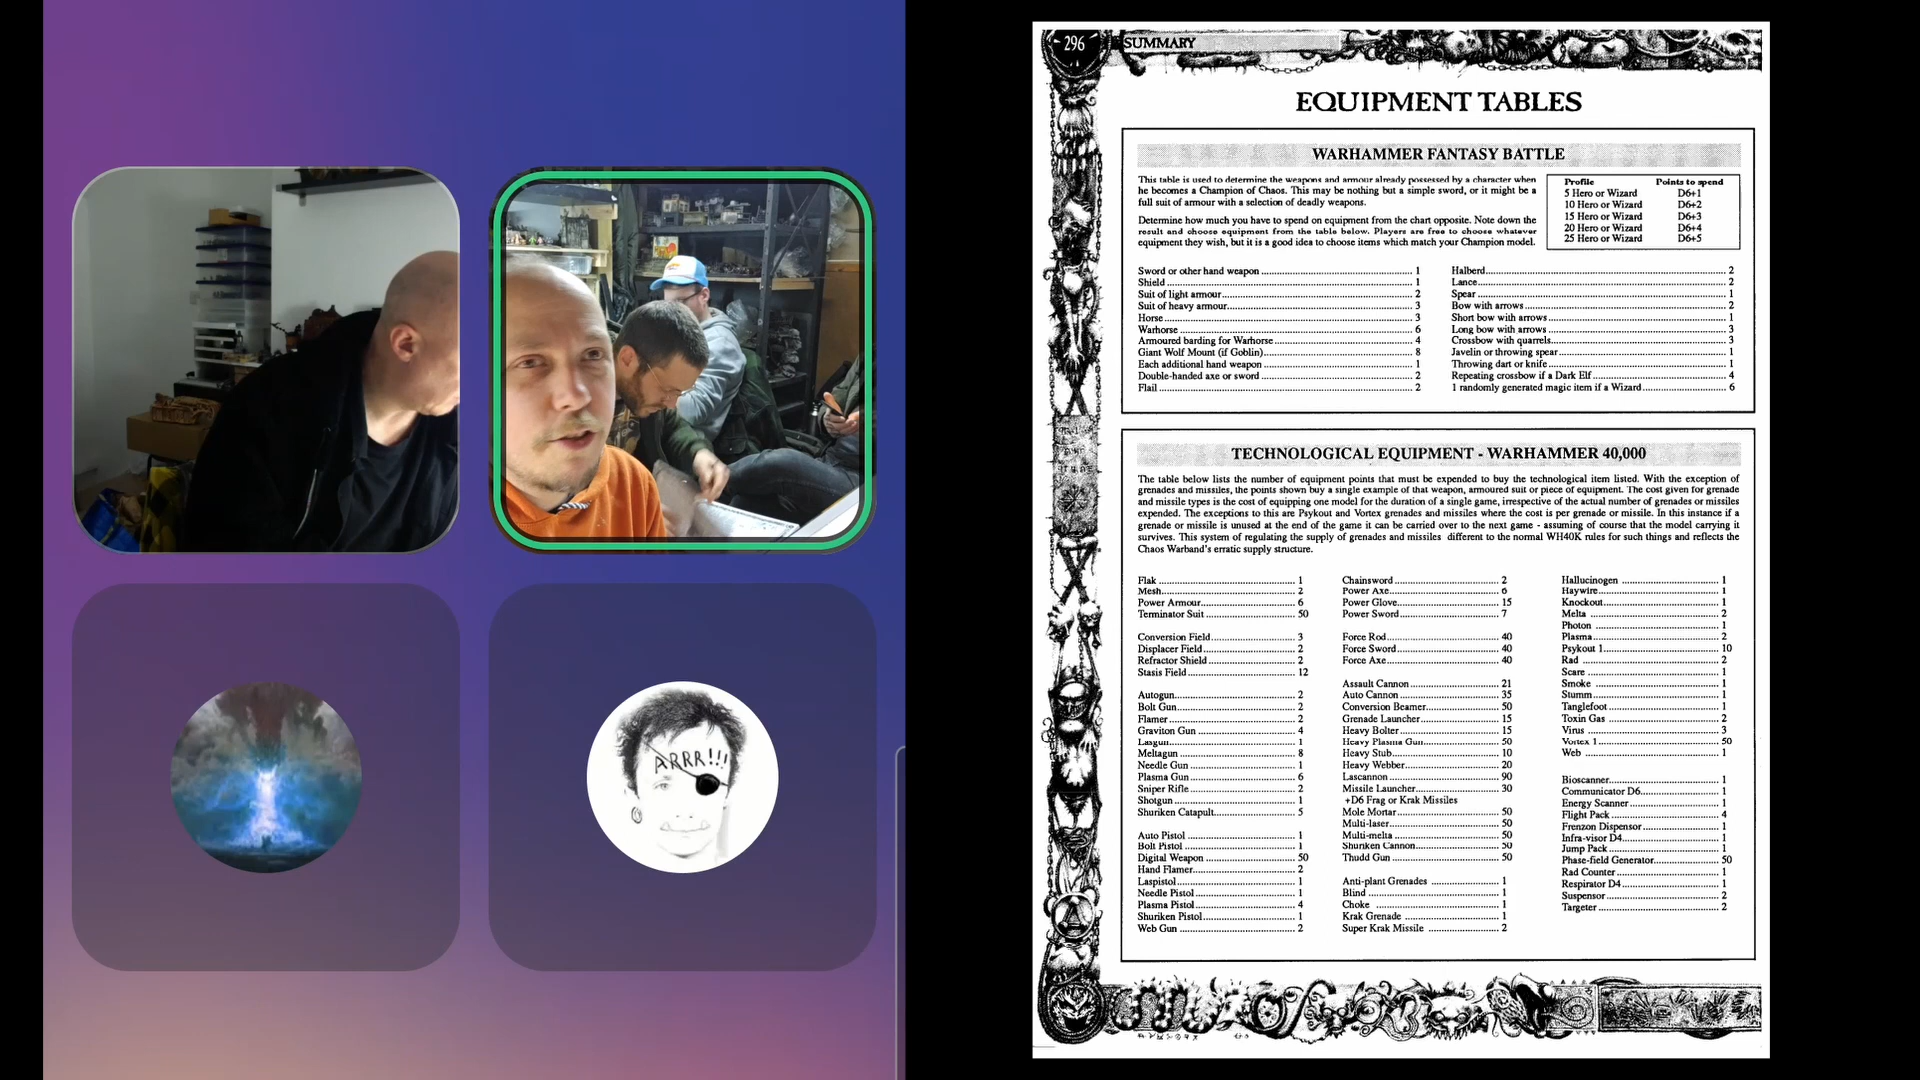 ARRR!!!
296
SUMMARY
EQUIPMENT TABLES
WARHAMMER FANTASY BATTLE
This table is used to determine the weapons and armour already possessed by a character when
he becomes a Champion of Chaos. This may be nothing but a simple sword, or it might be a
full suit of armour with a selection of deadly weapons.
Determine how much you have to spend on equipment from the chart opposite. Note down the
result and choose equipment from the table below. Players are free to choose whatever
equipment they wish, but it is a good idea to choose items which match your Champion model.
Profile Points to spend
5 Hero or Wizard D6+1
10 Hero or Wizard D6+2
15 Hero or Wizard D6+3
20 Hero or Wizard D6+4
25 Hero or Wizard D6+5
Sword or other hand weapon 1
Shield 1
Suit of light armour 2
Suit of heavy armour 3
Horse 3
Warhorse 6
Armoured barding for Warhorse 4
Giant Wolf Mount (if Goblin) 8
Each additional hand weapon 1
Double-handed axe or sword 2
Flail 2
Halberd 2
Lance 2
Spear 1
Bow with arrows 2
Short bow with arrows 1
Long bow with arrows 3
Crossbow with quarrels 3
Javelin or throwing spear 1
Throwing dart or knife 1
Repeating crossbow if a Dark Elf 4
1 randomly generated magic item if a Wizard 6
TECHNOLOGICAL EQUIPMENT - WARHAMMER 40,000
The table below lists the number of equipment points that must be expended to buy the technological item listed. With the exception of
grenades and missiles, the points shown buy a single example of that weapon, armoured suit or piece of equipment. The cost given for grenade
and missile types is the cost of equipping one model for the duration of a single game, irrespective of the actual number of grenades or missiles
expended. The exceptions to this are Psykout and Vortex grenades and missiles where the cost is per grenade or missile. In this instance if a
grenade or missile is unused at the end of the game it can be carried over to the next game - assuming of course that the model carrying it
survives. This system of regulating the supply of grenades and missiles different to the normal WH40K rules for such things and reflects the
Chaos Warband's erratic supply structure.
Flak 1
Mesh 2
Power Armour 6
Terminator Suit 50
Conversion Field 3
Displacer Field 2
Refractor Shield 2
Stasis Field 12
Autogun 2
Bolt Gun 2
Flamer 2
Graviton Gun 4
Lasgun 1
Meltagun 8
Needle Gun 1
Plasma Gun 6
Sniper Rifle 2
Shotgun 1
Shuriken Catapult 5
Auto Pistol 1
Bolt Pistol 1
Digital Weapon 50
Hand Flamer 2
Laspistol 1
Needle Pistol 1
Plasma Pistol 4
Shuriken Pistol 1
Web Gun 2
Chainsword 2
Power Axe 6
Power Glove 15
Power Sword 7
Force Rod 40
Force Sword 40
Force Axe 40
Assault Cannon 21
Auto Cannon 35
Conversion Beamer 50
Grenade Launcher 15
Heavy Bolter 15
Heavy Plasma Gun 50
Heavy Stub 10
Heavy Webber 20
Lascannon 90
Missile Launcher 30
+D6 Frag or Krak Missiles
Mole Mortar 50
Multi-laser 50
Multi-melta 50
Shuriken Cannon 50
Thudd Gun 50
Anti-plant Grenades 1
Blind 1
Choke 1
Krak Grenade 1
Super Krak Missile 2
Hallucinogen 1
Haywire 1
Knockout 1
Melta 2
Photon 1
Plasma 2
Psykout 1 10
Rad 2
Scare 1
Smoke 1
Stumm 1
Tanglefoot 1
Toxin Gas 2
Virus 3
Vortex 1 50
Web 1
Bioscanner 1
Communicator D6 1
Energy Scanner 1
Flight Pack 4
Frenzon Dispensor 1
Infra-visor D4 1
Jump Pack 1
Phase-field Generator 50
Rad Counter 1
Respirator D4 1
Suspensor 2
Targeter 2